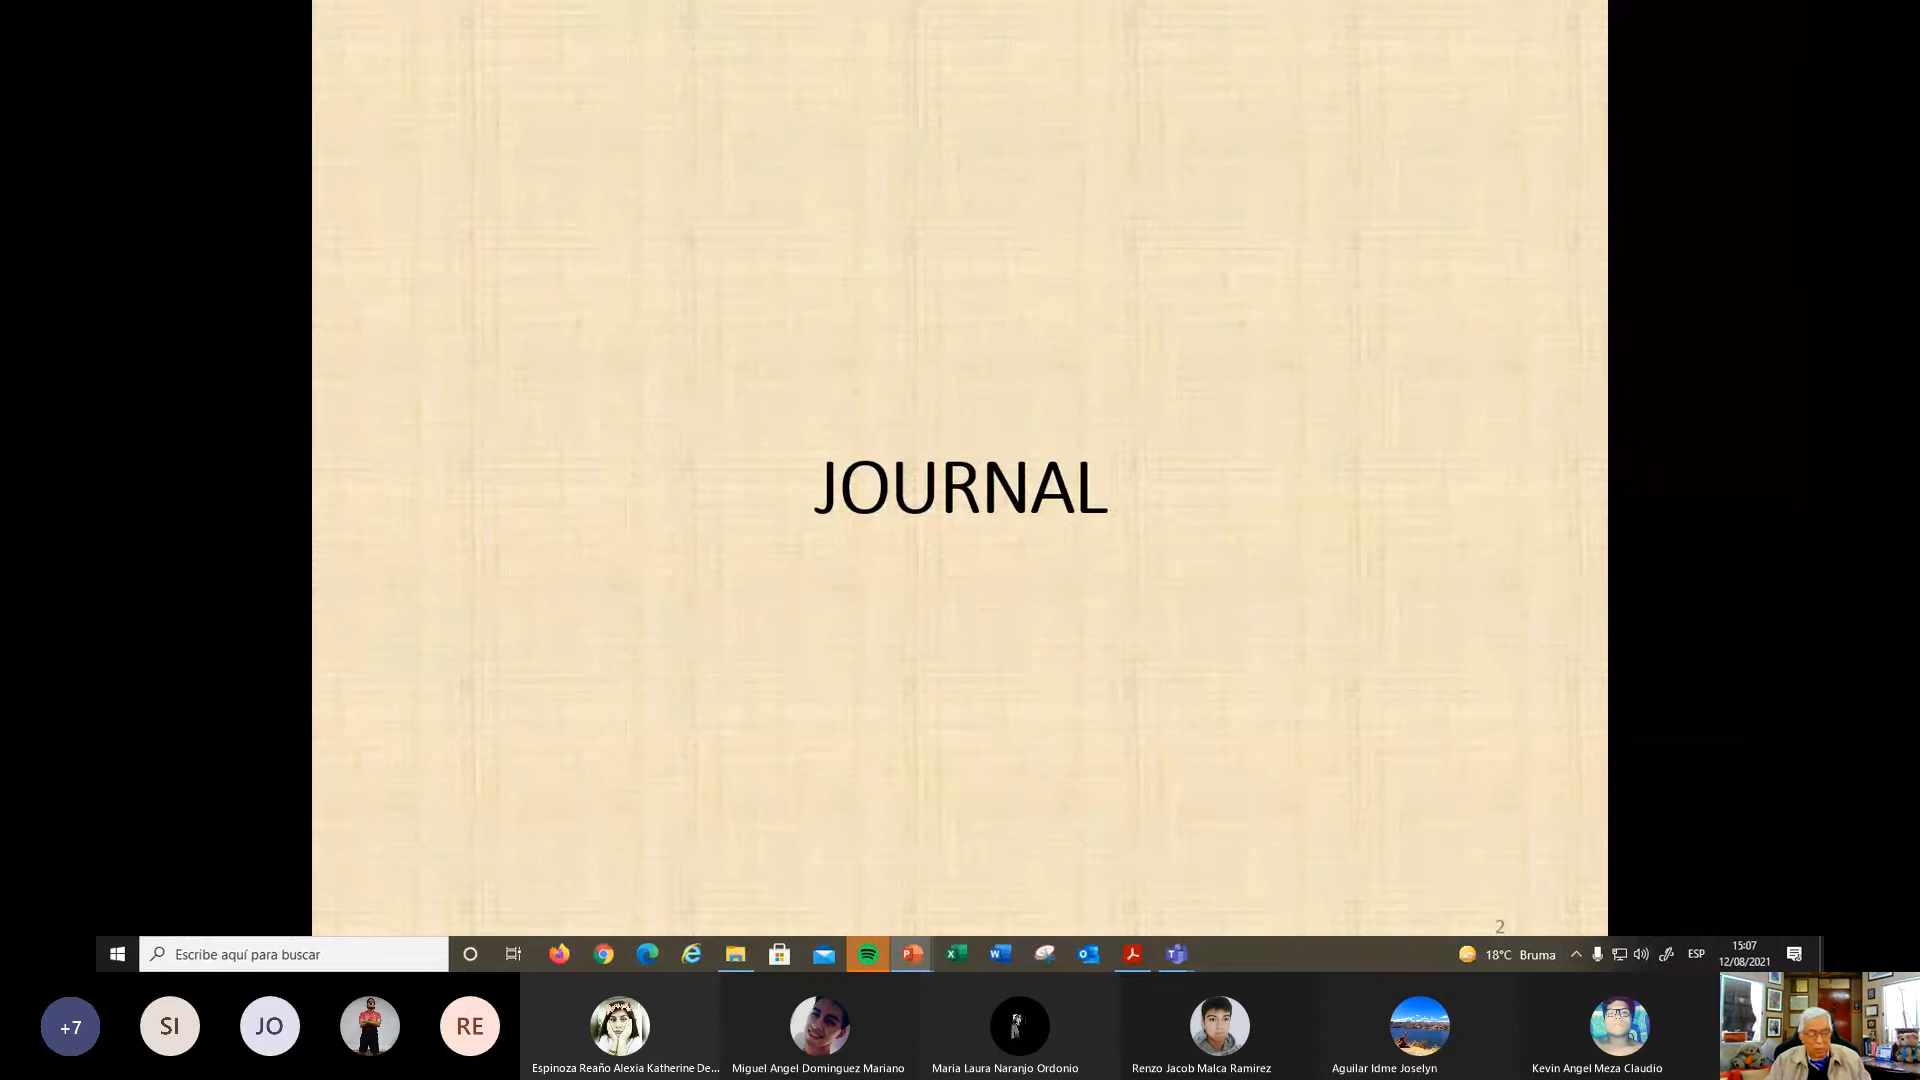 JOURNAL
2
Escribe aquí para buscar
18°C Bruma
ESP
15:07
12/08/2021
+7
SI
JO
RE
Espinoza Reaño Alexia Katherine De...
Miguel Angel Dominguez Mariano
Maria Laura Naranjo Ordonio
Renzo Jacob Malca Ramirez
Aguilar Idme Joselyn
Kevin Angel Meza Claudio